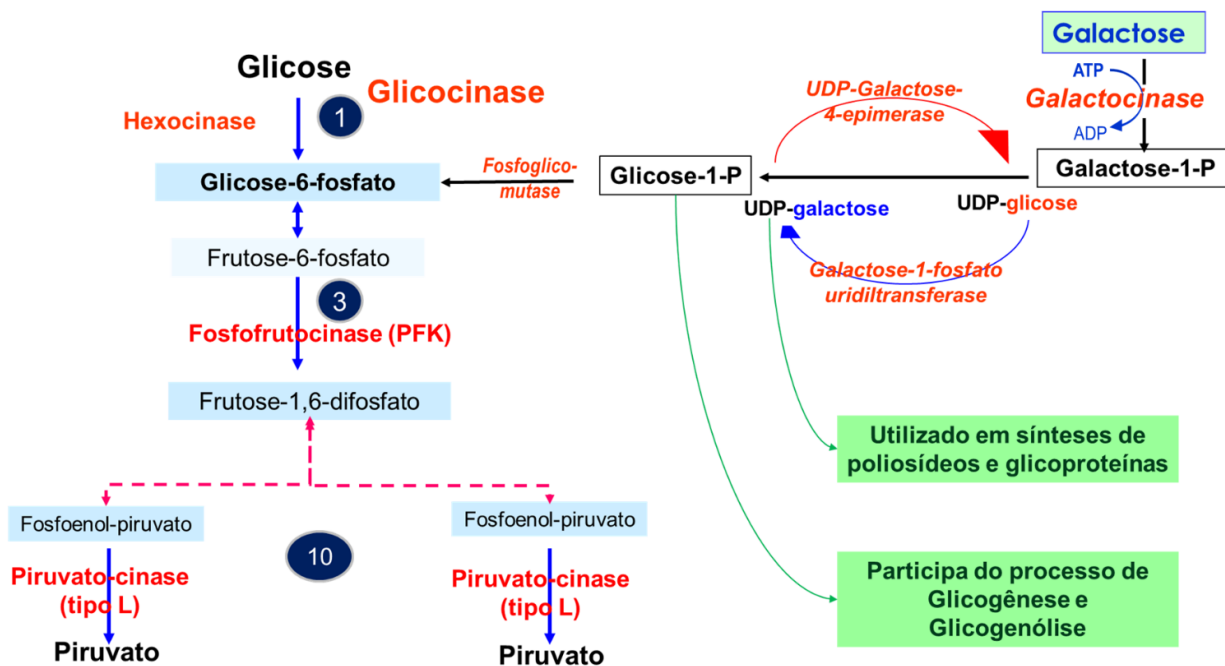 Glicose
Glicocinase
Hexocinase
1
Glicose-6-fosfato
Frutose-6-fosfato
3
Fosfofrutocinase (PFK)
Frutose-1,6-difosfato
Fosfoenol-piruvato
Fosfoenol-piruvato
10
Piruvato-cinase
(tipo L)
Piruvato-cinase
(tipo L)
Piruvato
Piruvato
Fosfoglico-
mutase
Glicose-1-P
UDP-Galactose-
4-epimerase
Galactose
ATP
Galactocinase
ADP
Galactose-1-P
UDP-galactose
UDP-glicose
Galactose-1-fosfato
uridiltransferase
Utilizado em sínteses de
poliosídeos e glicoproteínas
Participa do processo de
Glicogênese e
Glicogenólise